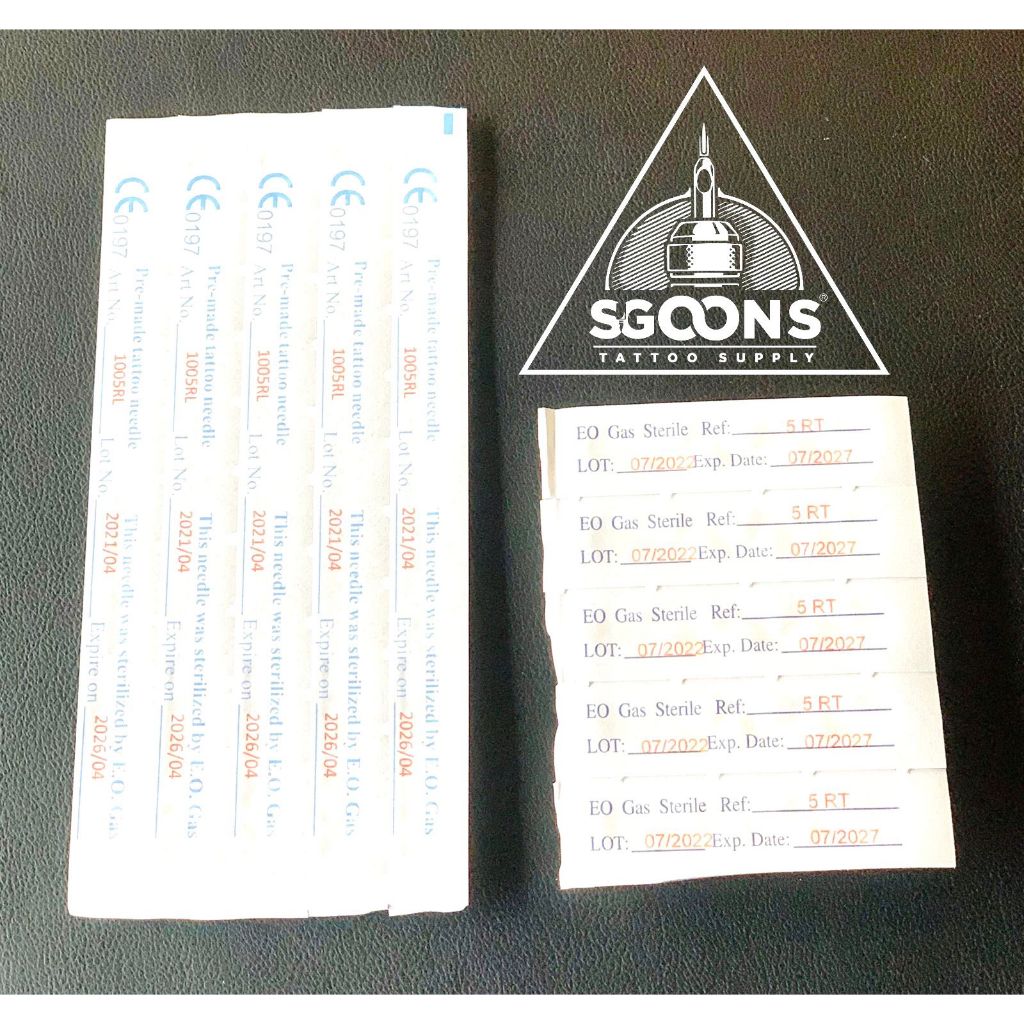 CE0197 Art No. 1005RL Lot No. 2021/04 Expire on 2026/04
Pre-made tattoo needle This needle was sterilized by E.O. Gas
CE0197 Art No. 1005RL Lot No. 2021/04 Expire on 2026/04
Pre-made tattoo needle This needle was sterilized by E.O. Gas
CE0197 Art No. 1005RL Lot No. 2021/04 Expire on 2026/04
Pre-made tattoo needle This needle was sterilized by E.O. Gas
CE0197 Art No. 1005RL Lot No. 2021/04 Expire on 2026/04
Pre-made tattoo needle This needle was sterilized by E.O. Gas
CE Art No. 1005RL Lot No. 2021/04 Expire on 2026/04
Pre-made tattoo needle This needle was sterilized by E.O. Gas
SGOONS®
TATTOO SUPPLY
EO Gas Sterile Ref: 5 RT
LOT: 07/2022 Exp. Date: 07/2027
EO Gas Sterile Ref: 5 RT
LOT: 07/2022 Exp. Date: 07/2027
EO Gas Sterile Ref: 5 RT
LOT: 07/2022 Exp. Date: 07/2027
EO Gas Sterile Ref: 5 RT
LOT: 07/2022 Exp. Date: 07/2027
EO Gas Sterile Ref: 5 RT
LOT: 07/2022 Exp. Date: 07/2027